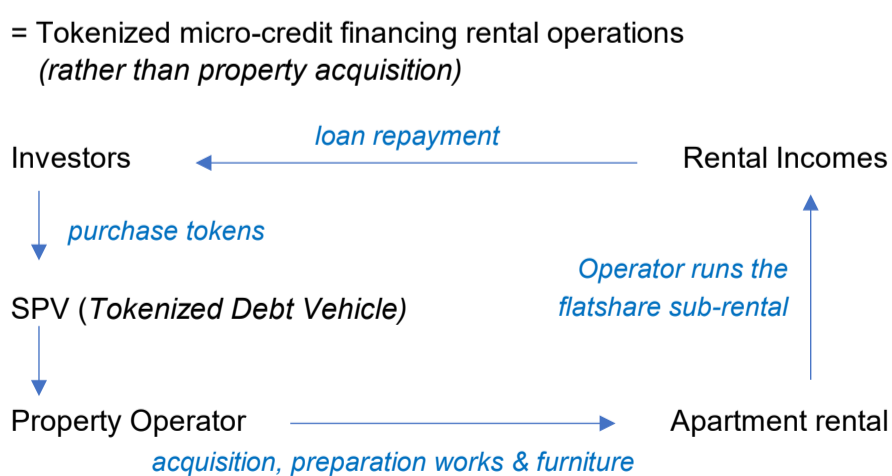 = Tokenized micro-credit financing rental operations
(rather than property acquisition)
loan repayment
Investors
Rental Incomes
purchase tokens
Operator runs the
flatshare sub-rental
SPV (Tokenized Debt Vehicle)
Property Operator
Apartment rental
acquisition, preparation works & furniture